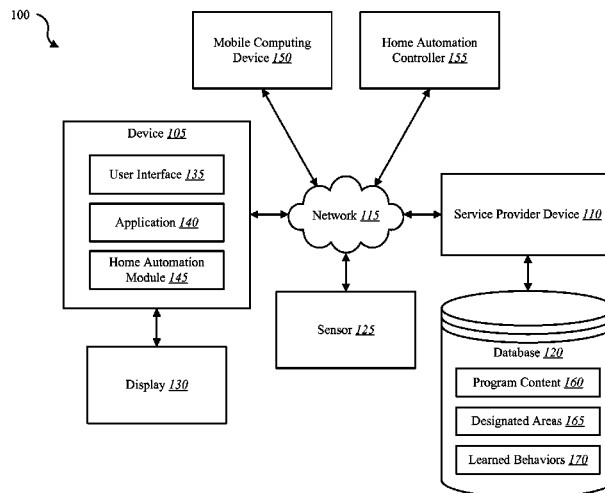 100
Mobile Computing
Device 150
Home Automation
Controller 155
Device 105
User Interface 135
Application 140
Home Automation
Module 145
Network 115
Service Provider Device 110
Sensor 125
Display 130
Database 120
Program Content 160
Designated Areas 165
Learned Behaviors 170